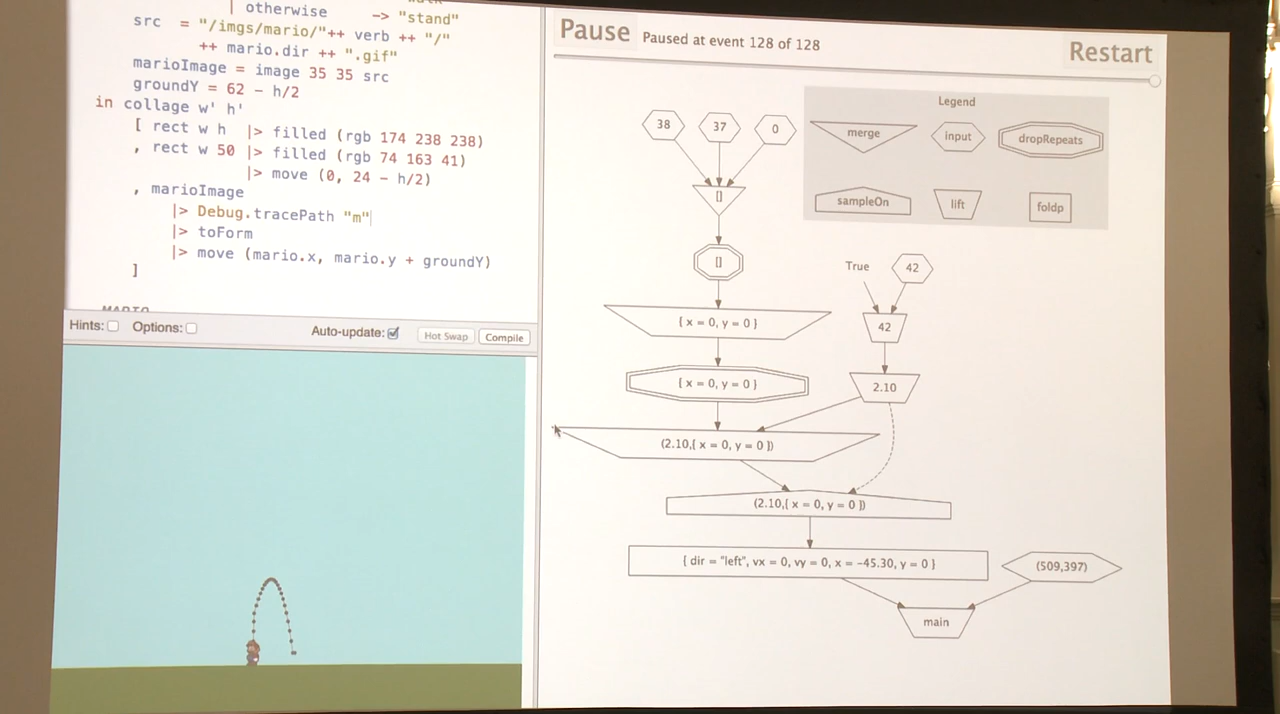 | otherwise -> "stand"
src = "/imgs/mario/"++ verb ++ "/"
++ mario.dir ++ ".gif"
marioImage = image 35 35 src
groundY = 62 - h/2
in collage w' h'
[ rect w h |> filled (rgb 174 238 238)
, rect w 50 |> filled (rgb 74 163 41)
|> move (0, 24 - h/2)
, marioImage
|> Debug.tracePath "m"
|> toForm
|> move (mario.x, mario.y + groundY)
]
Hints:
Options:
Auto-update:
Hot Swap
Compile
Pause
Paused at event 128 of 128
Restart
Legend
merge
input
dropRepeats
sampleOn
lift
foldp
38
37
0
[]
[]
True
42
{ x = 0, y = 0 }
42
{ x = 0, y = 0 }
2.10
(2.10,{ x = 0, y = 0 })
(2.10,{ x = 0, y = 0 })
{ dir = "left", vx = 0, vy = 0, x = -45.30, y = 0 }
(509,397)
main